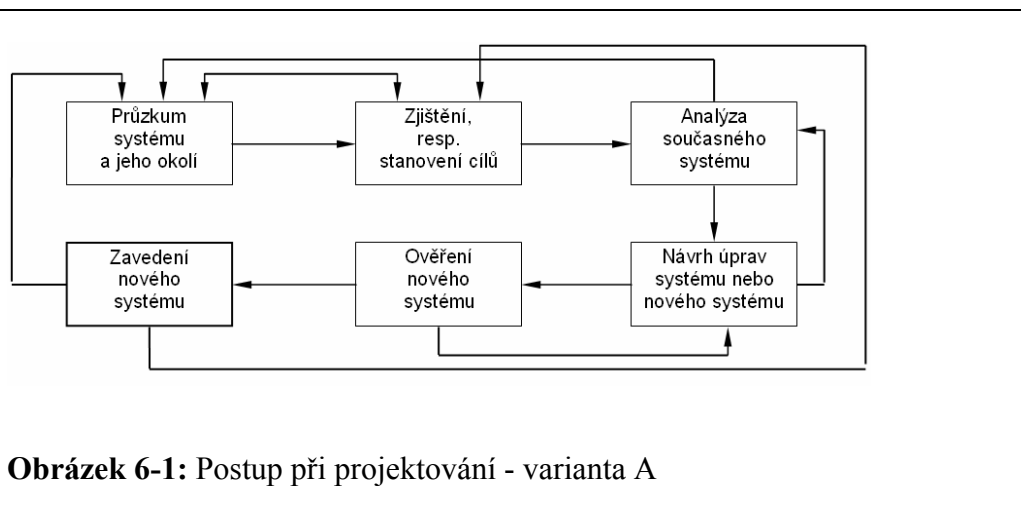 Průzkum
systému
a jeho okolí
Zjištění,
resp.
stanovení cílů
Analýza
současného
systému
Zavedení
nového
systému
Ověření
nového
systému
Návrh úprav
systému nebo
nového systému
Obrázek 6-1: Postup při projektování - varianta A